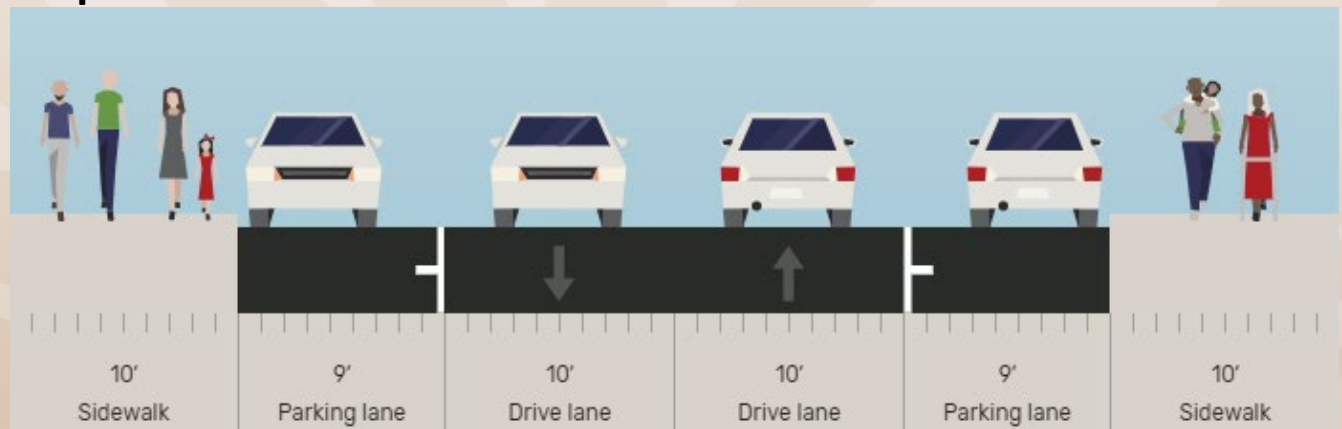 10′ 9′ 10′ 10′ 9′ 10′
Sidewalk Parking lane Drive lane Drive lane Parking lane Sidewalk